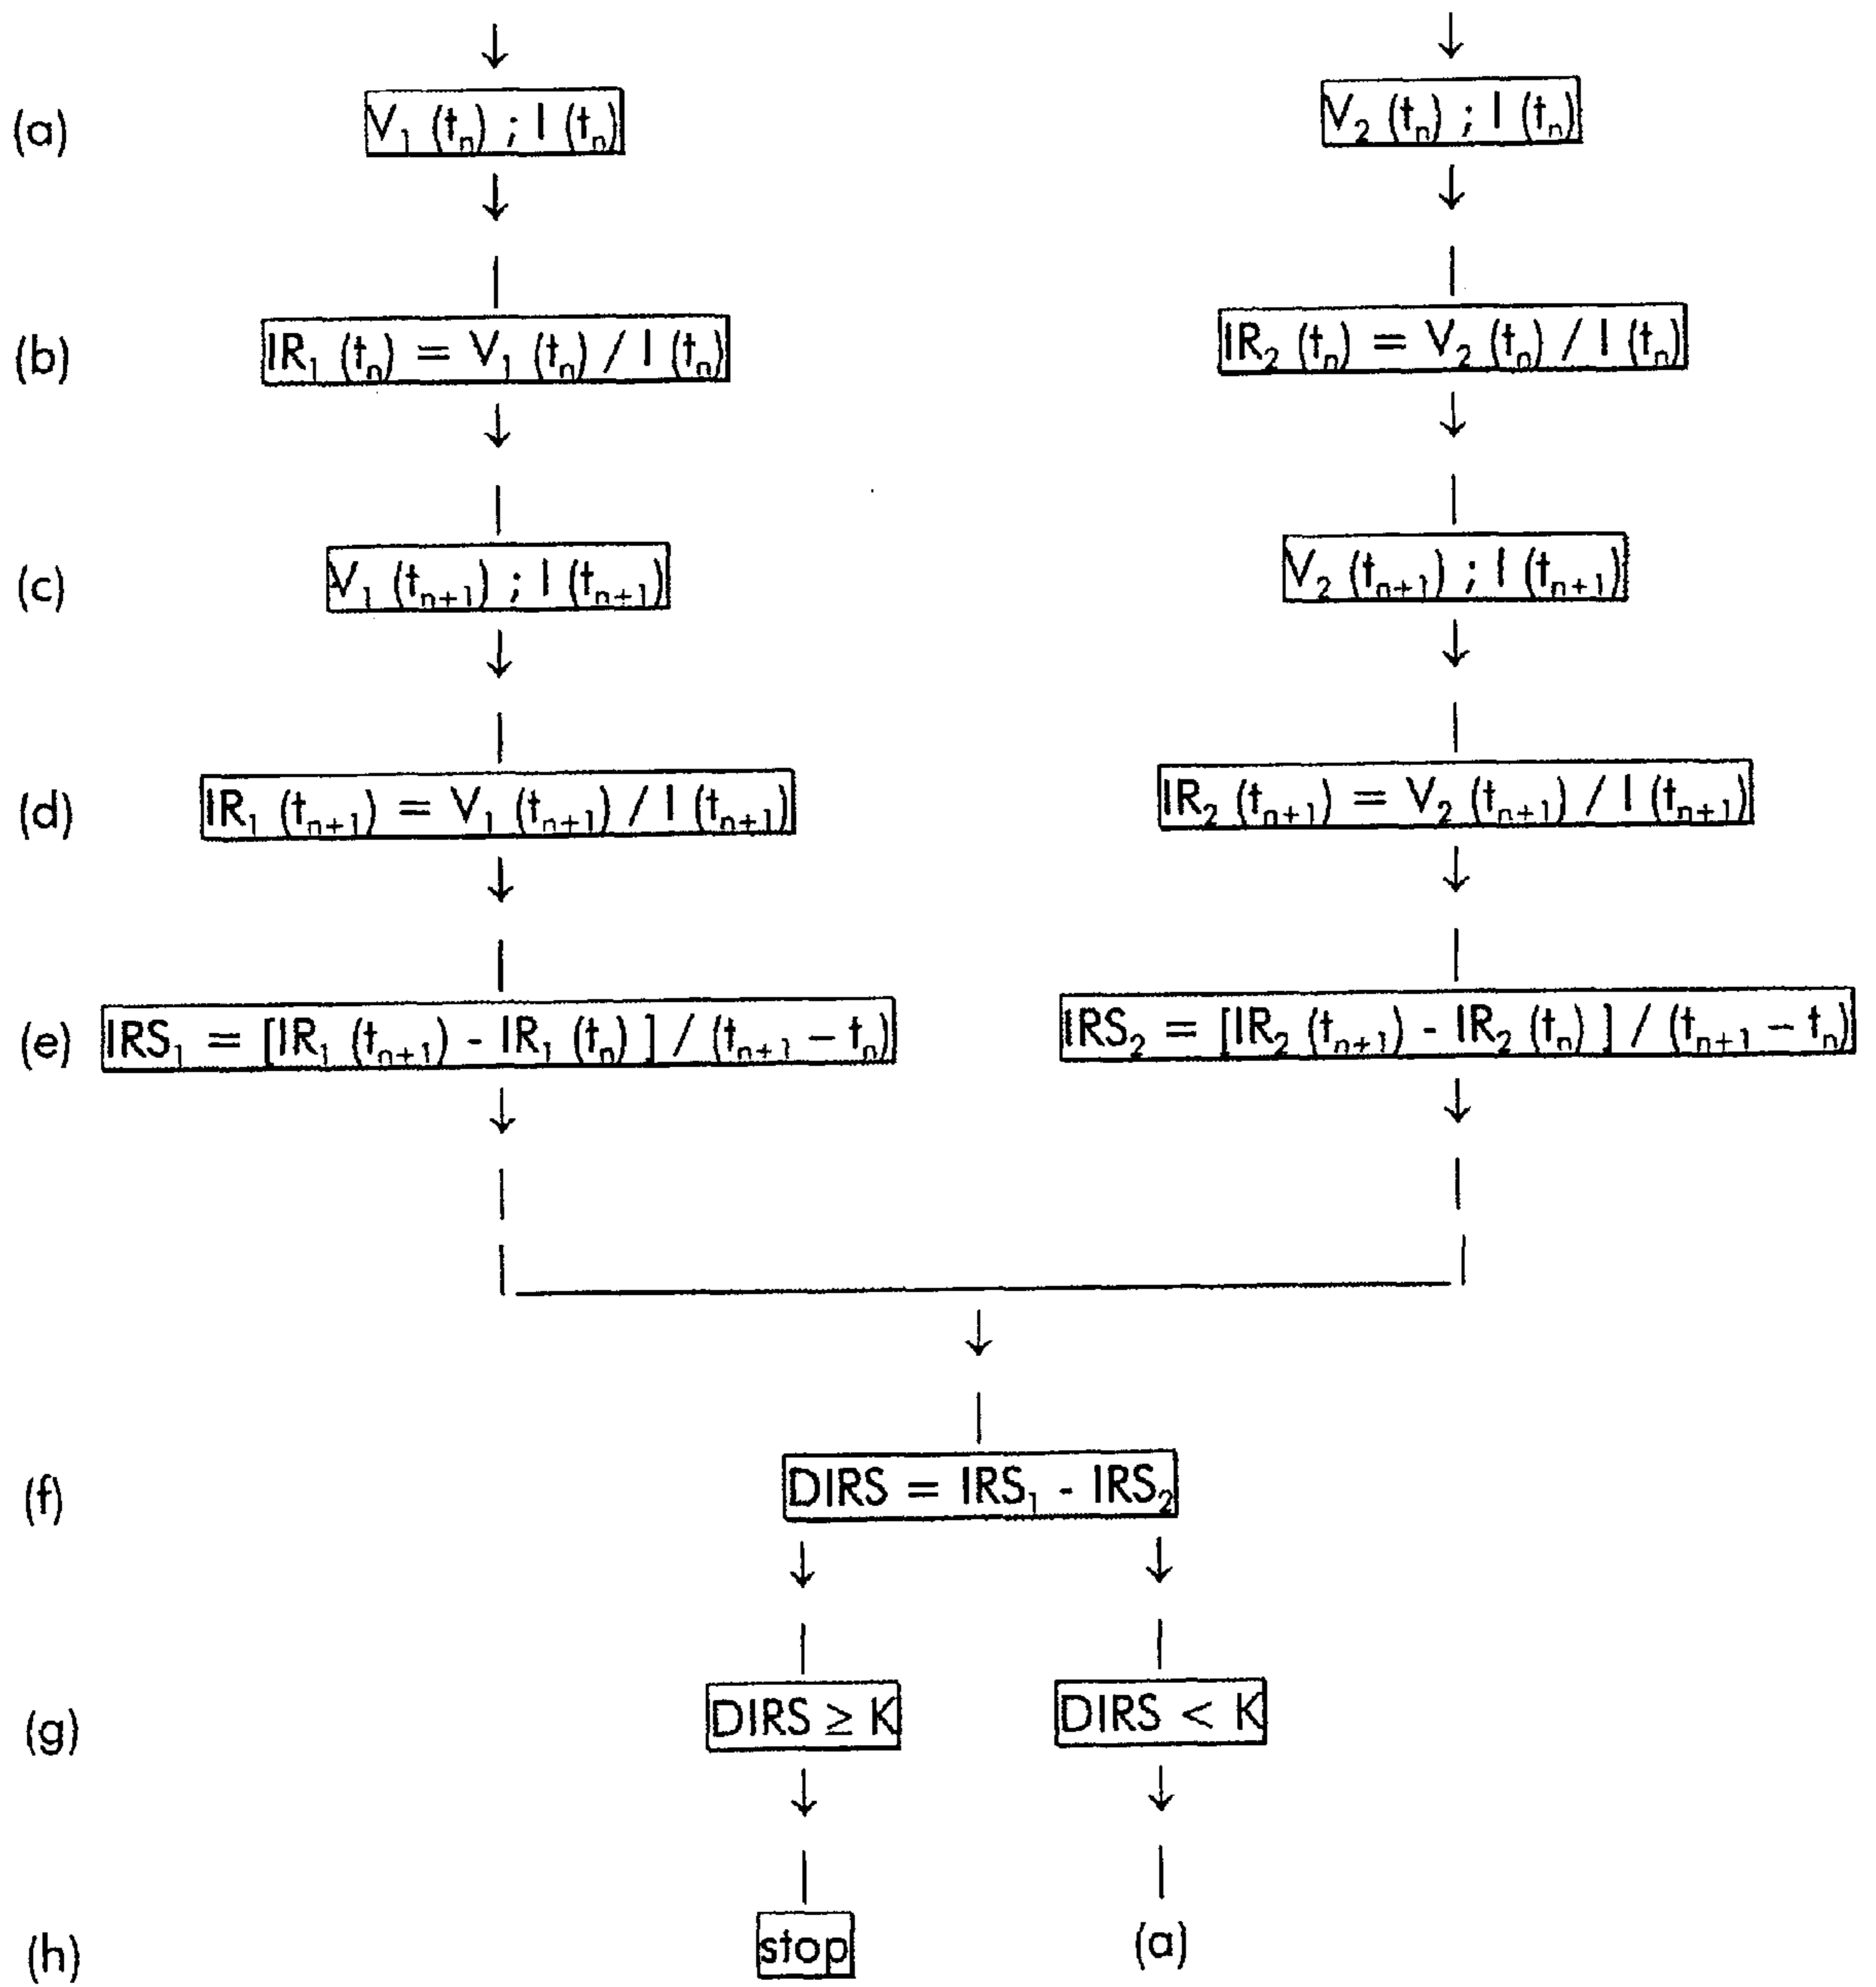 (a) V₁ (tₙ) ; I (tₙ) V₂ (tₙ) ; I (tₙ)
(b) IR₁ (tₙ) = V₁ (tₙ) / I (tₙ) IR₂ (tₙ) = V₂ (tₙ) / I (tₙ)
(c) V₁ (tₙ₊₁) ; I (tₙ₊₁) V₂ (tₙ₊₁) ; I (tₙ₊₁)
(d) IR₁ (tₙ₊₁) = V₁ (tₙ₊₁) / I (tₙ₊₁) IR₂ (tₙ₊₁) = V₂ (tₙ₊₁) / I (tₙ₊₁)
(e) IRS₁ = [IR₁ (tₙ₊₁) - IR₁ (tₙ) ] / (tₙ₊₁ – tₙ) IRS₂ = [IR₂ (tₙ₊₁) - IR₂ (tₙ) ] / (tₙ₊₁ – tₙ)
(f) DIRS = IRS₁ - IRS₂
(g) DIRS ≥ K DIRS < K
(h) stop (a)